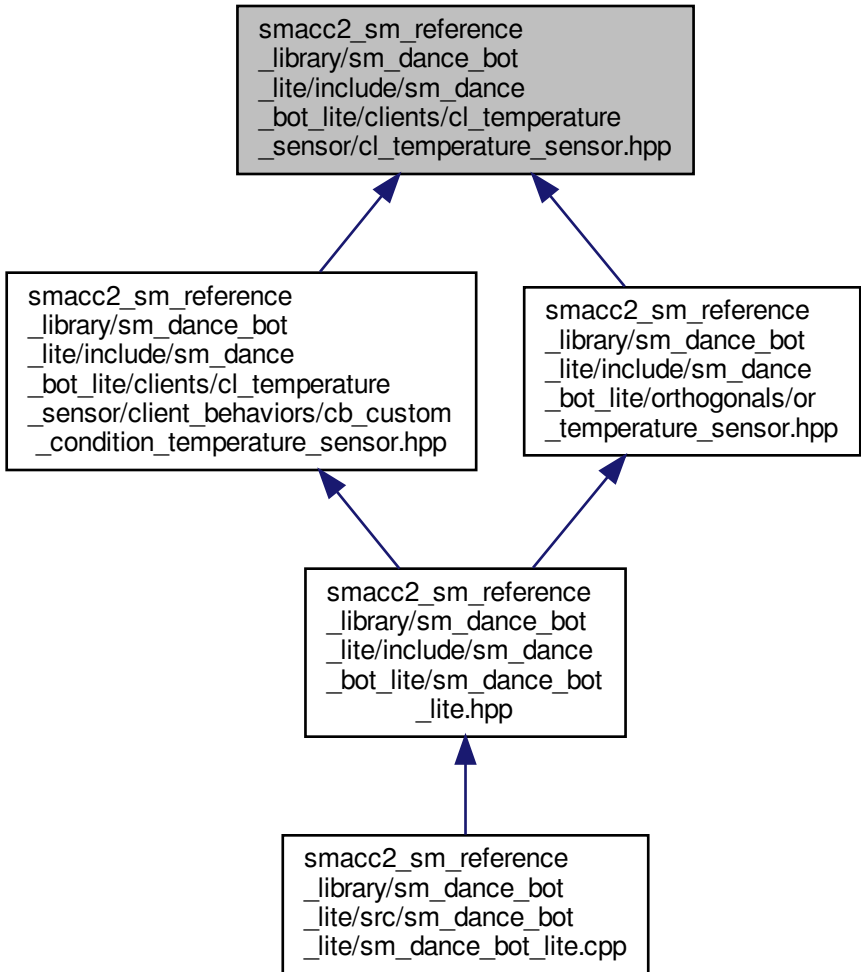 smacc2_sm_reference
_library/sm_dance_bot
_lite/include/sm_dance
_bot_lite/clients/cl_temperature
_sensor/cl_temperature_sensor.hpp
smacc2_sm_reference
_library/sm_dance_bot
_lite/include/sm_dance
_bot_lite/clients/cl_temperature
_sensor/client_behaviors/cb_custom
_condition_temperature_sensor.hpp
smacc2_sm_reference
_library/sm_dance_bot
_lite/include/sm_dance
_bot_lite/orthogonals/or
_temperature_sensor.hpp
smacc2_sm_reference
_library/sm_dance_bot
_lite/include/sm_dance
_bot_lite/sm_dance_bot
_lite.hpp
smacc2_sm_reference
_library/sm_dance_bot
_lite/src/sm_dance_bot
_lite/sm_dance_bot_lite.cpp